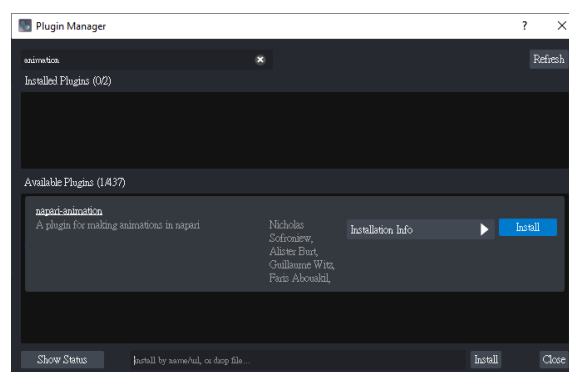 Plugin Manager
? ×
animation
Refresh
Installed Plugins (0/2)
Available Plugins (1/437)
napari-animation
A plugin for making animations in napari
Nicholas
Sofroniew,
Alister Burt,
Guillaume Witz,
Faris Abouakil,
Installation Info
Install
Show Status
install by name/url, or drop file...
Install
Close